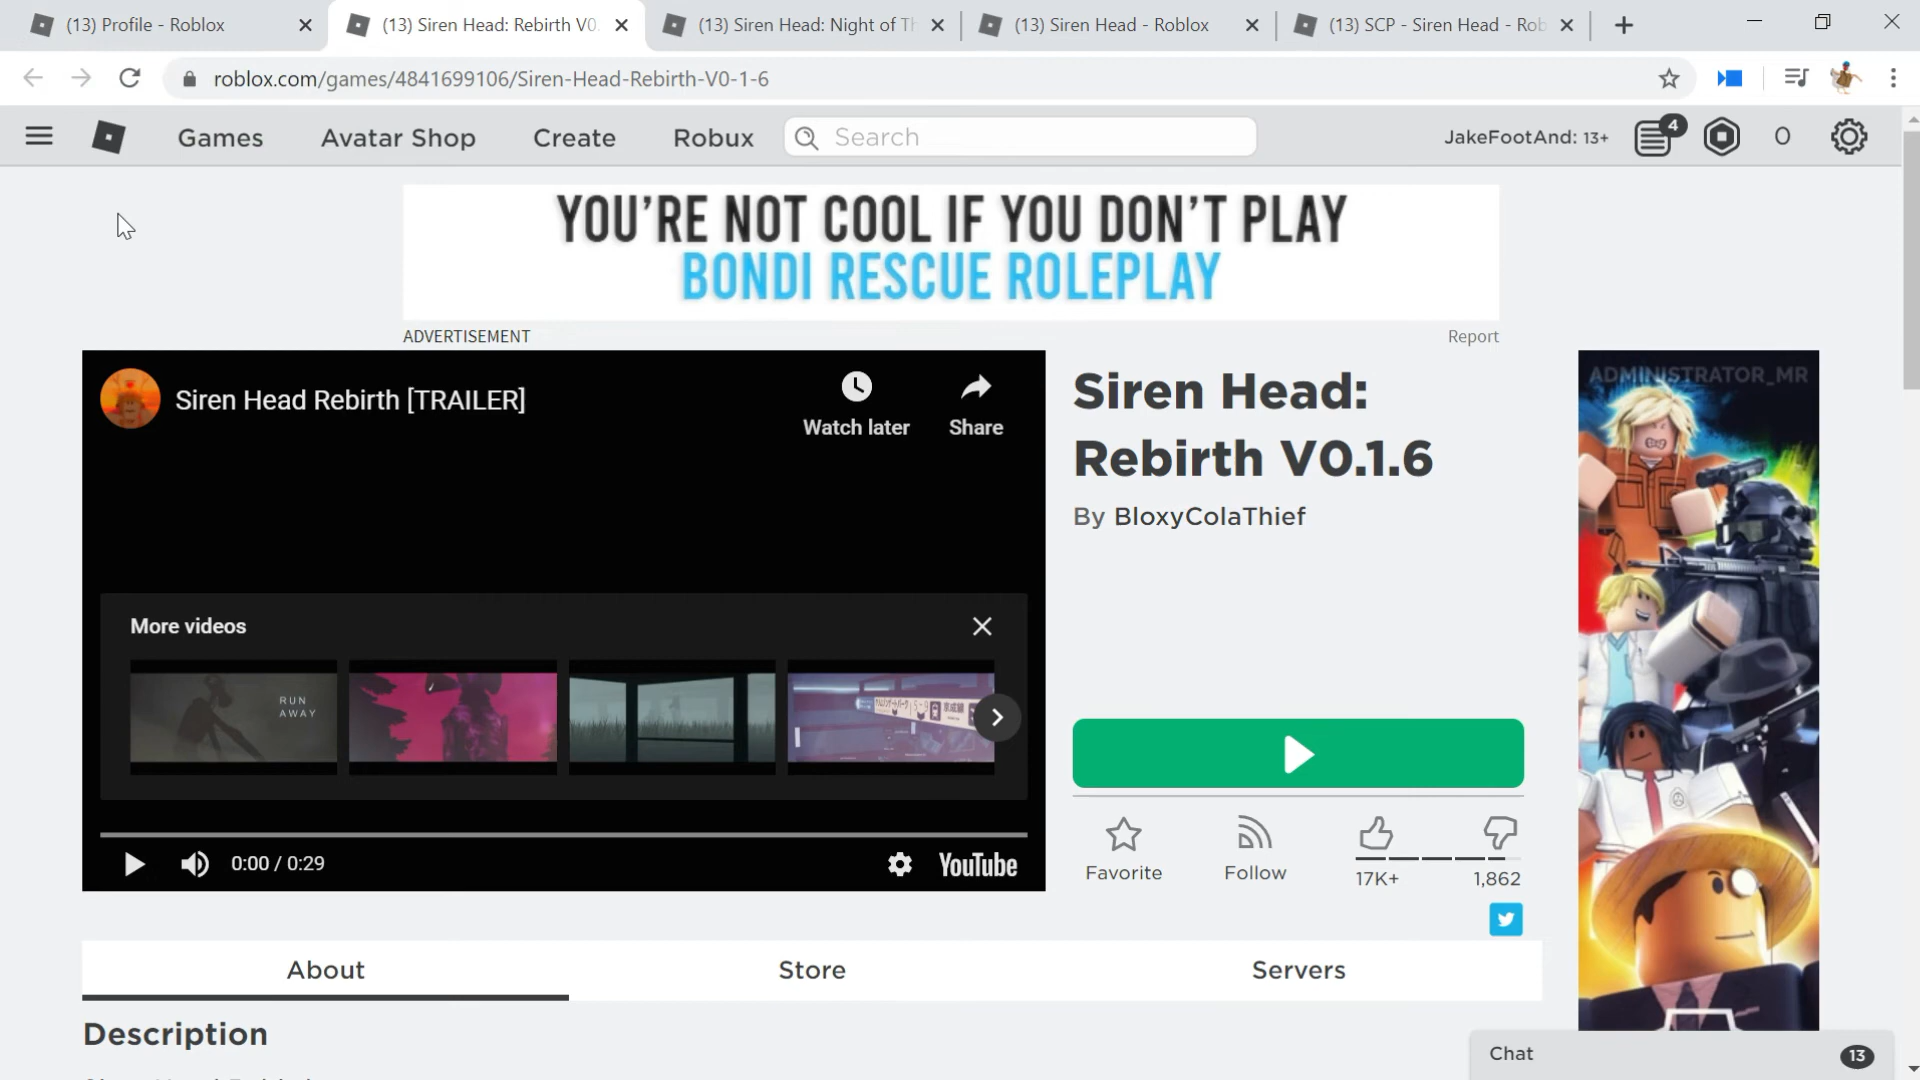 (13) Profile - Roblox
(13) Siren Head: Rebirth V0.
(13) Siren Head: Night of Th
(13) Siren Head - Roblox
(13) SCP - Siren Head - Rob
roblox.com/games/4841699106/Siren-Head-Rebirth-V0-1-6
Games
Avatar Shop
Create
Robux
Search
JakeFootAnd: 13+
4
0
YOU'RE NOT COOL IF YOU DON'T PLAY
BONDI RESCUE ROLEPLAY
ADVERTISEMENT
Report
Siren Head Rebirth [TRAILER]
Watch later
Share
More videos
RUN
AWAY
0:00 / 0:29
YouTube
Siren Head:
Rebirth V0.1.6
By BloxyColaThief
Favorite
Follow
17K+
1,862
ADMINISTRATOR_MR
About
Store
Servers
Description
Chat
13